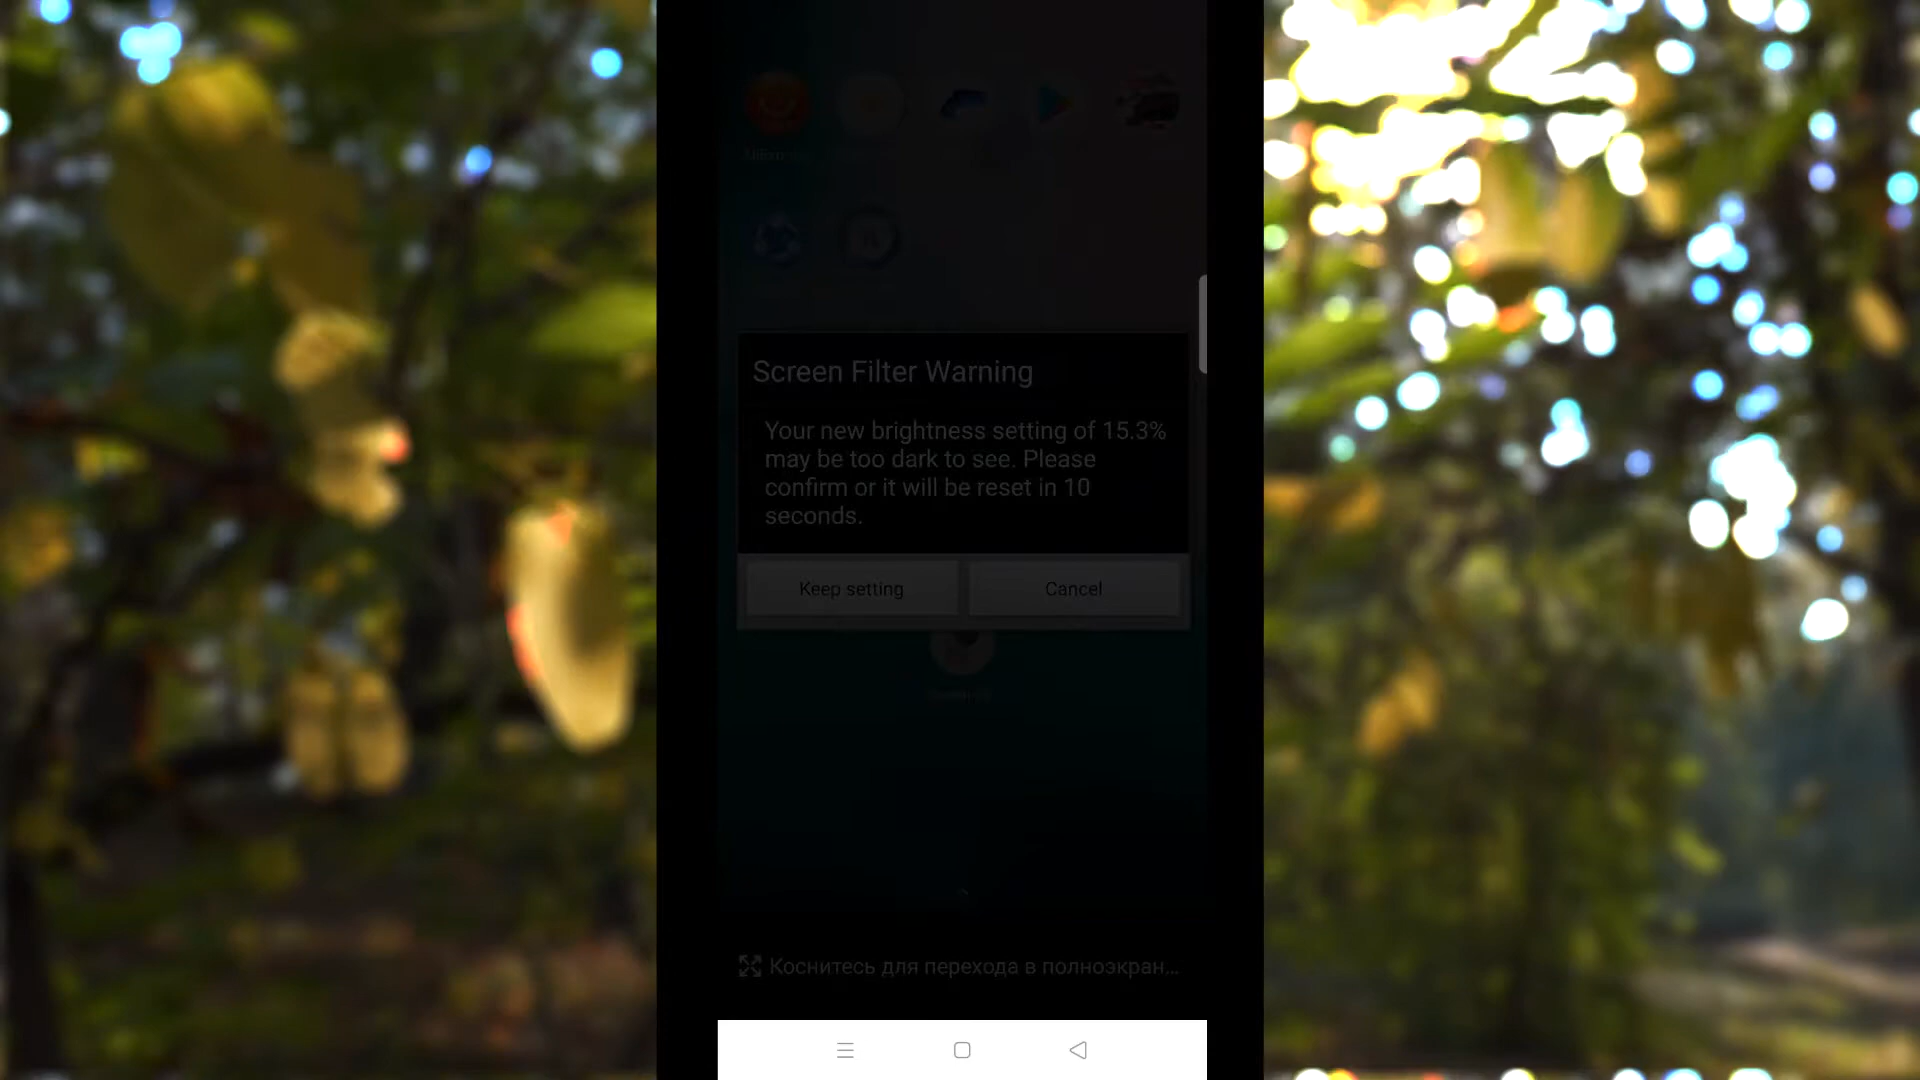 Screen Filter Warning
Your new brightness setting of 15.3%
may be too dark to see. Please
confirm or it will be reset in 10
seconds.
Keep setting
Cancel
Коснитесь для перехода в полноэкран...